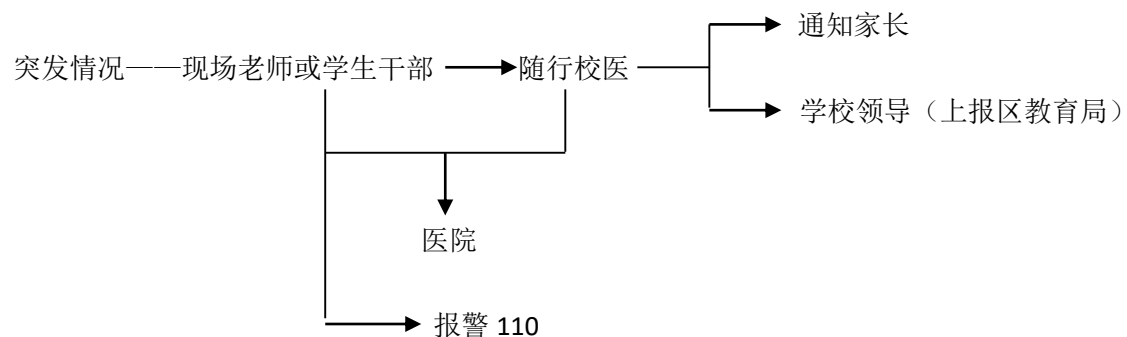 通知家长
突发情况——现场老师或学生干部
随行校医
学校领导（上报区教育局）
医院
报警 110